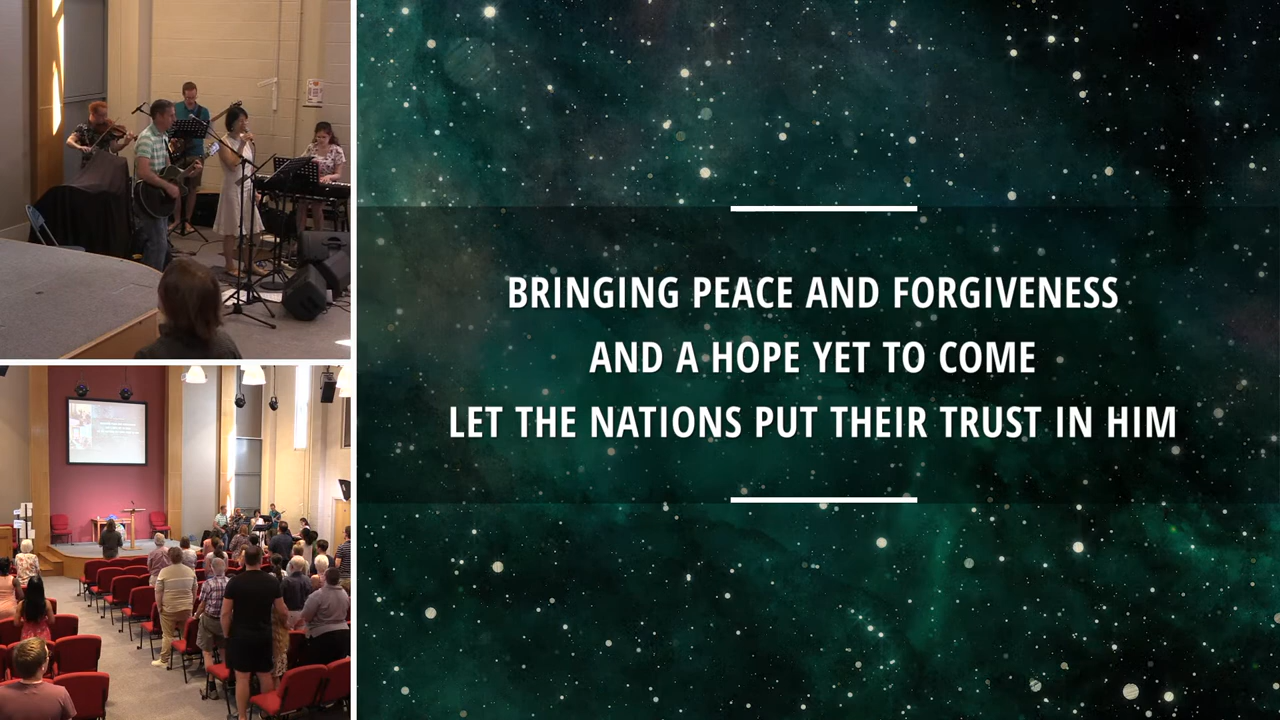 BRINGING PEACE AND FORGIVENESS
AND A HOPE YET TO COME
LET THE NATIONS PUT THEIR TRUST IN HIM